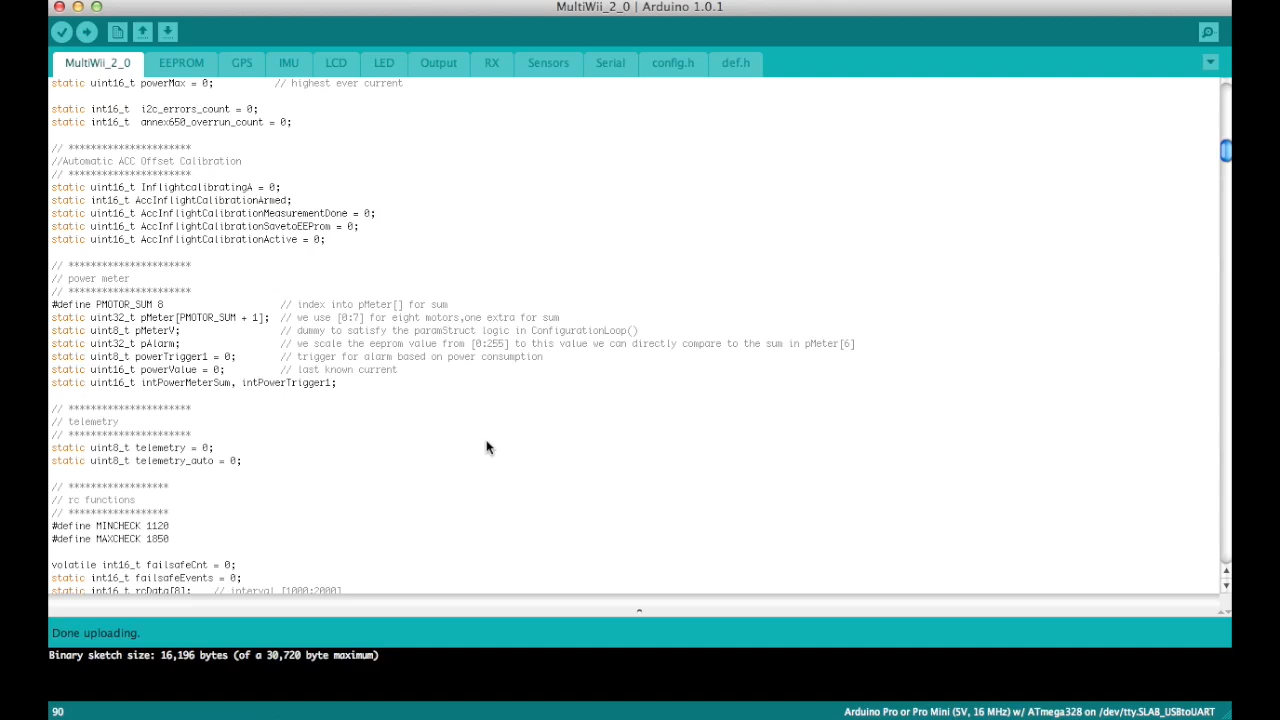 MultiWii_2_0 | Arduino 1.0.1
MultiWii_2_0 EEPROM GPS IMU LCD LED Output RX Sensors Serial config.h def.h
static uint16_t powerMax = 0; // highest ever current
static int16_t i2c_errors_count = 0;
static int16_t annex650_overrun_count = 0;
// **********************
//Automatic ACC Offset Calibration
// **********************
static uint16_t InflightcalibratingA = 0;
static int16_t AccInflightCalibrationArmed;
static uint16_t AccInflightCalibrationMeasurementDone = 0;
static uint16_t AccInflightCalibrationSavetoEEProm = 0;
static uint16_t AccInflightCalibrationActive = 0;
// **********************
// power meter
// **********************
#define PMOTOR_SUM 8 // index into pMeter[] for sum
static uint32_t pMeter[PMOTOR_SUM + 1]; // we use [0:7] for eight motors,one extra for sum
static uint8_t pMeterV; // dummy to satisfy the paramStruct logic in ConfigurationLoop()
static uint32_t pAlarm; // we scale the eeprom value from [0:255] to this value we can directly compare to the sum in pMeter[6]
static uint8_t powerTrigger1 = 0; // trigger for alarm based on power consumption
static uint16_t powerValue = 0; // last known current
static uint16_t intPowerMeterSum, intPowerTrigger1;
// **********************
// telemetry
// **********************
static uint8_t telemetry = 0;
static uint8_t telemetry_auto = 0;
// ******************
// rc functions
// ******************
#define MINCHECK 1120
#define MAXCHECK 1850
volatile int16_t failsafeCnt = 0;
static int16_t failsafeEvents = 0;
static int16_t rcData[8]; // interval [1000;2000]
Done uploading.
Binary sketch size: 16,196 bytes (of a 30,720 byte maximum)
90 Arduino Pro or Pro Mini (5V, 16 MHz) w/ ATmega328 on /dev/tty.SLAB_USBtoUART